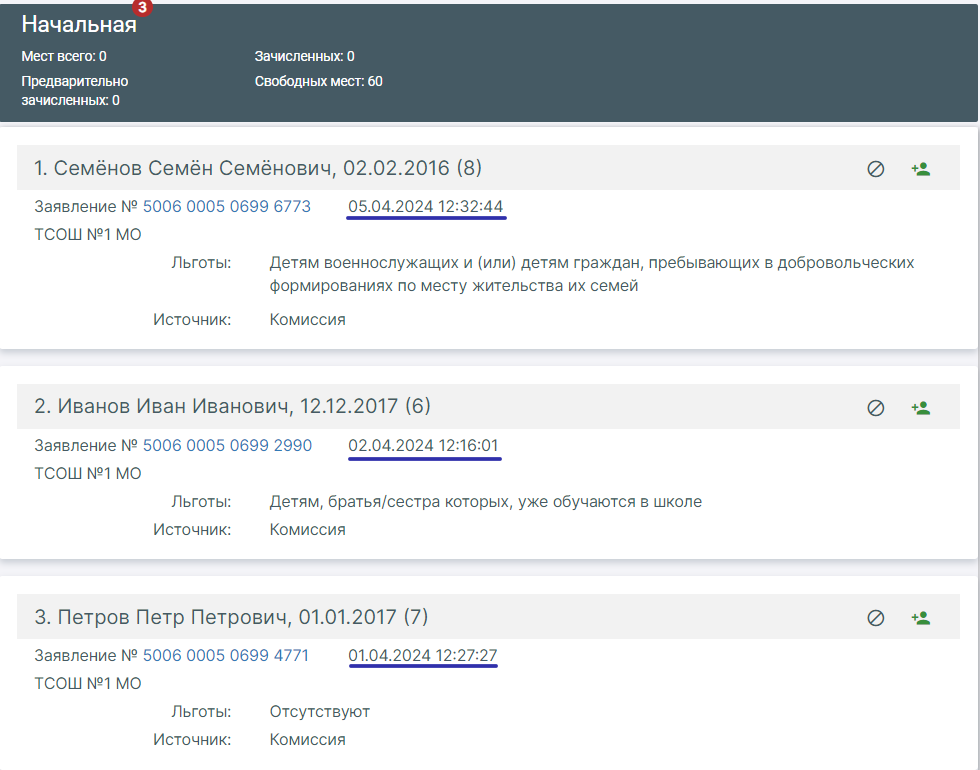 3
Начальная
Мест всего: 0 Зачисленных: 0
Предварительно зачисленных: 0 Свободных мест: 60
1. Семёнов Семён Семёнович, 02.02.2016 (8)
Заявление № 5006 0005 0699 6773 05.04.2024 12:32:44
ТСОШ №1 МО
Льготы: Детям военнослужащих и (или) детям граждан, пребывающих в добровольческих
формированиях по месту жительства их семей
Источник: Комиссия
2. Иванов Иван Иванович, 12.12.2017 (6)
Заявление № 5006 0005 0699 2990 02.04.2024 12:16:01
ТСОШ №1 МО
Льготы: Детям, братья/сестра которых, уже обучаются в школе
Источник: Комиссия
3. Петров Петр Петрович, 01.01.2017 (7)
Заявление № 5006 0005 0699 4771 01.04.2024 12:27:27
ТСОШ №1 МО
Льготы: Отсутствуют
Источник: Комиссия